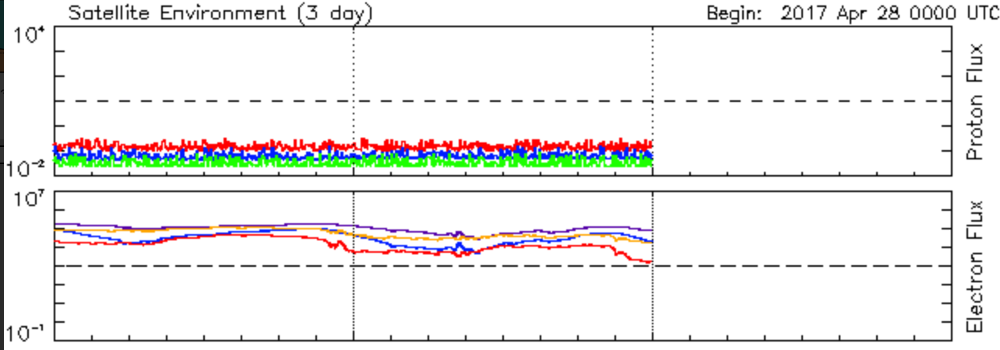 Satellite Environment (3 day)
Begin: 2017 Apr 28 0000 UTC
10⁴
10⁻²
Proton Flux
10⁷
10⁻¹
Electron Flux